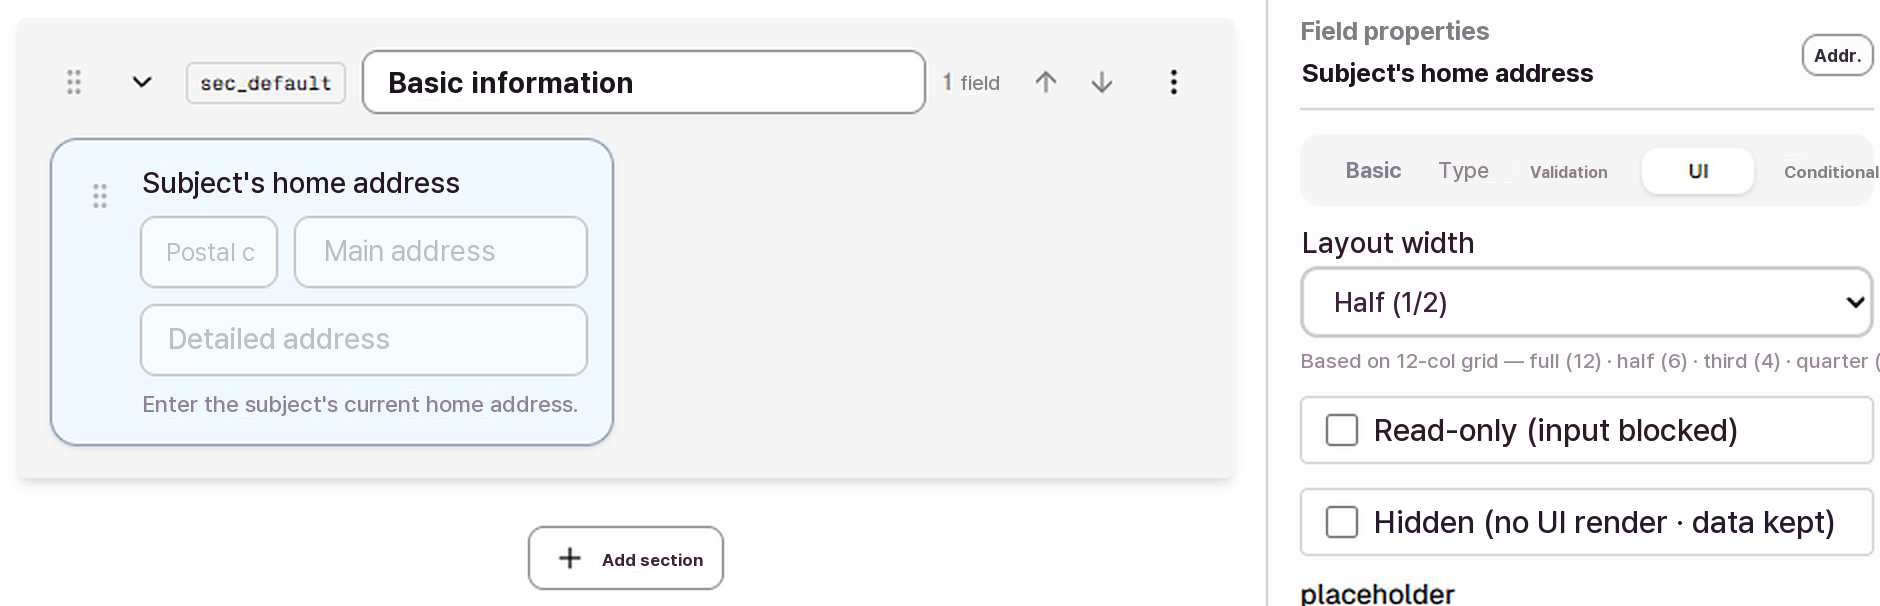 sec_default
Basic information
1 field
Subject's home address
Postal c
Main address
Detailed address
Enter the subject's current home address.
Add section
Field properties
Subject's home address
Addr.
Basic
Type
Validation
UI
Conditional
Layout width
Half (1/2)
Based on 12-col grid — full (12) · half (6) · third (4) · quarter (
Read-only (input blocked)
Hidden (no UI render · data kept)
placeholder